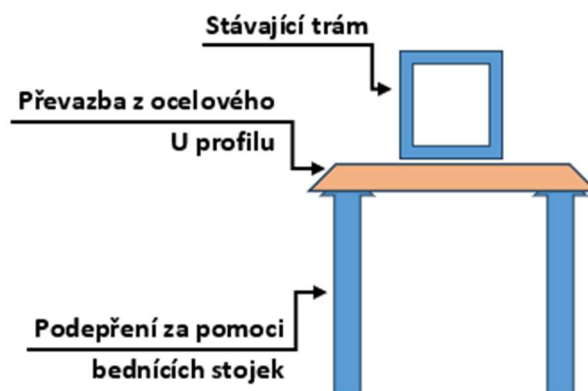 Stávající trám
Převazba z ocelového
U profilu
Podepření za pomoci
bednících stojek